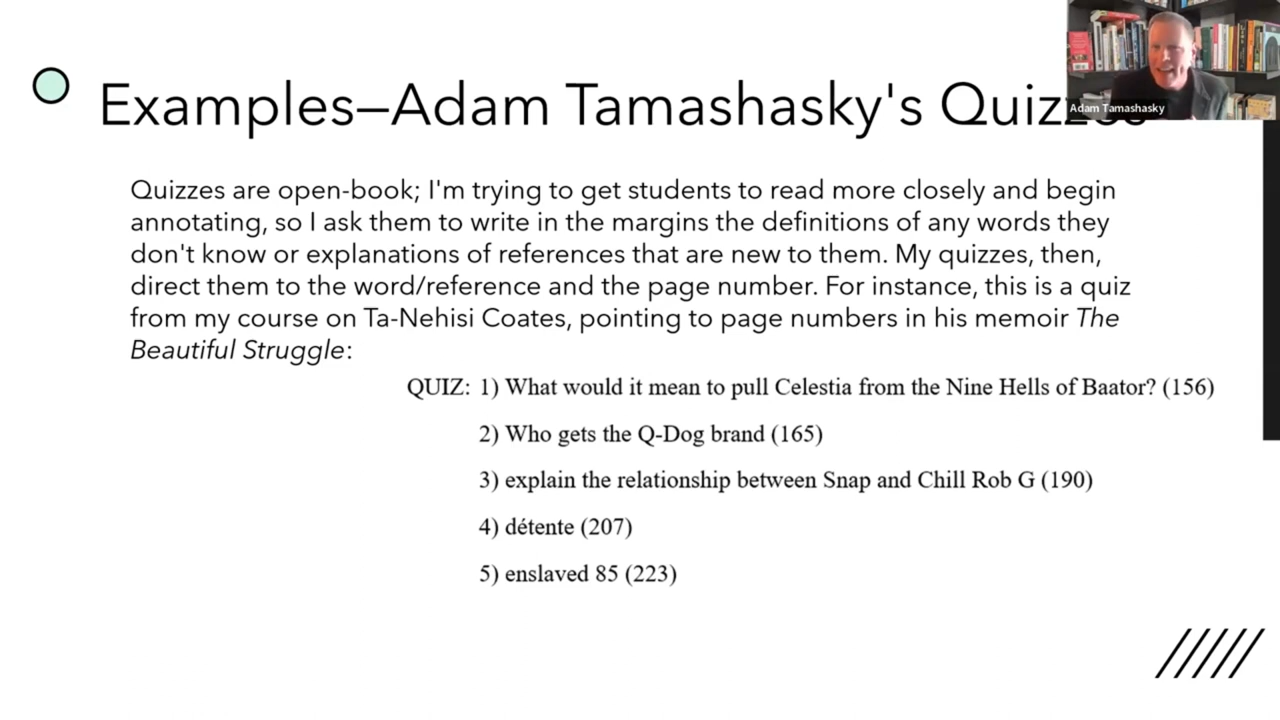 Examples—Adam Tamashasky's Quizzes
Adam Tamashasky
Quizzes are open-book; I'm trying to get students to read more closely and begin
annotating, so I ask them to write in the margins the definitions of any words they
don't know or explanations of references that are new to them. My quizzes, then,
direct them to the word/reference and the page number. For instance, this is a quiz
from my course on Ta-Nehisi Coates, pointing to page numbers in his memoir The
Beautiful Struggle:
QUIZ: 1) What would it mean to pull Celestia from the Nine Hells of Baator? (156)
2) Who gets the Q-Dog brand (165)
3) explain the relationship between Snap and Chill Rob G (190)
4) détente (207)
5) enslaved 85 (223)